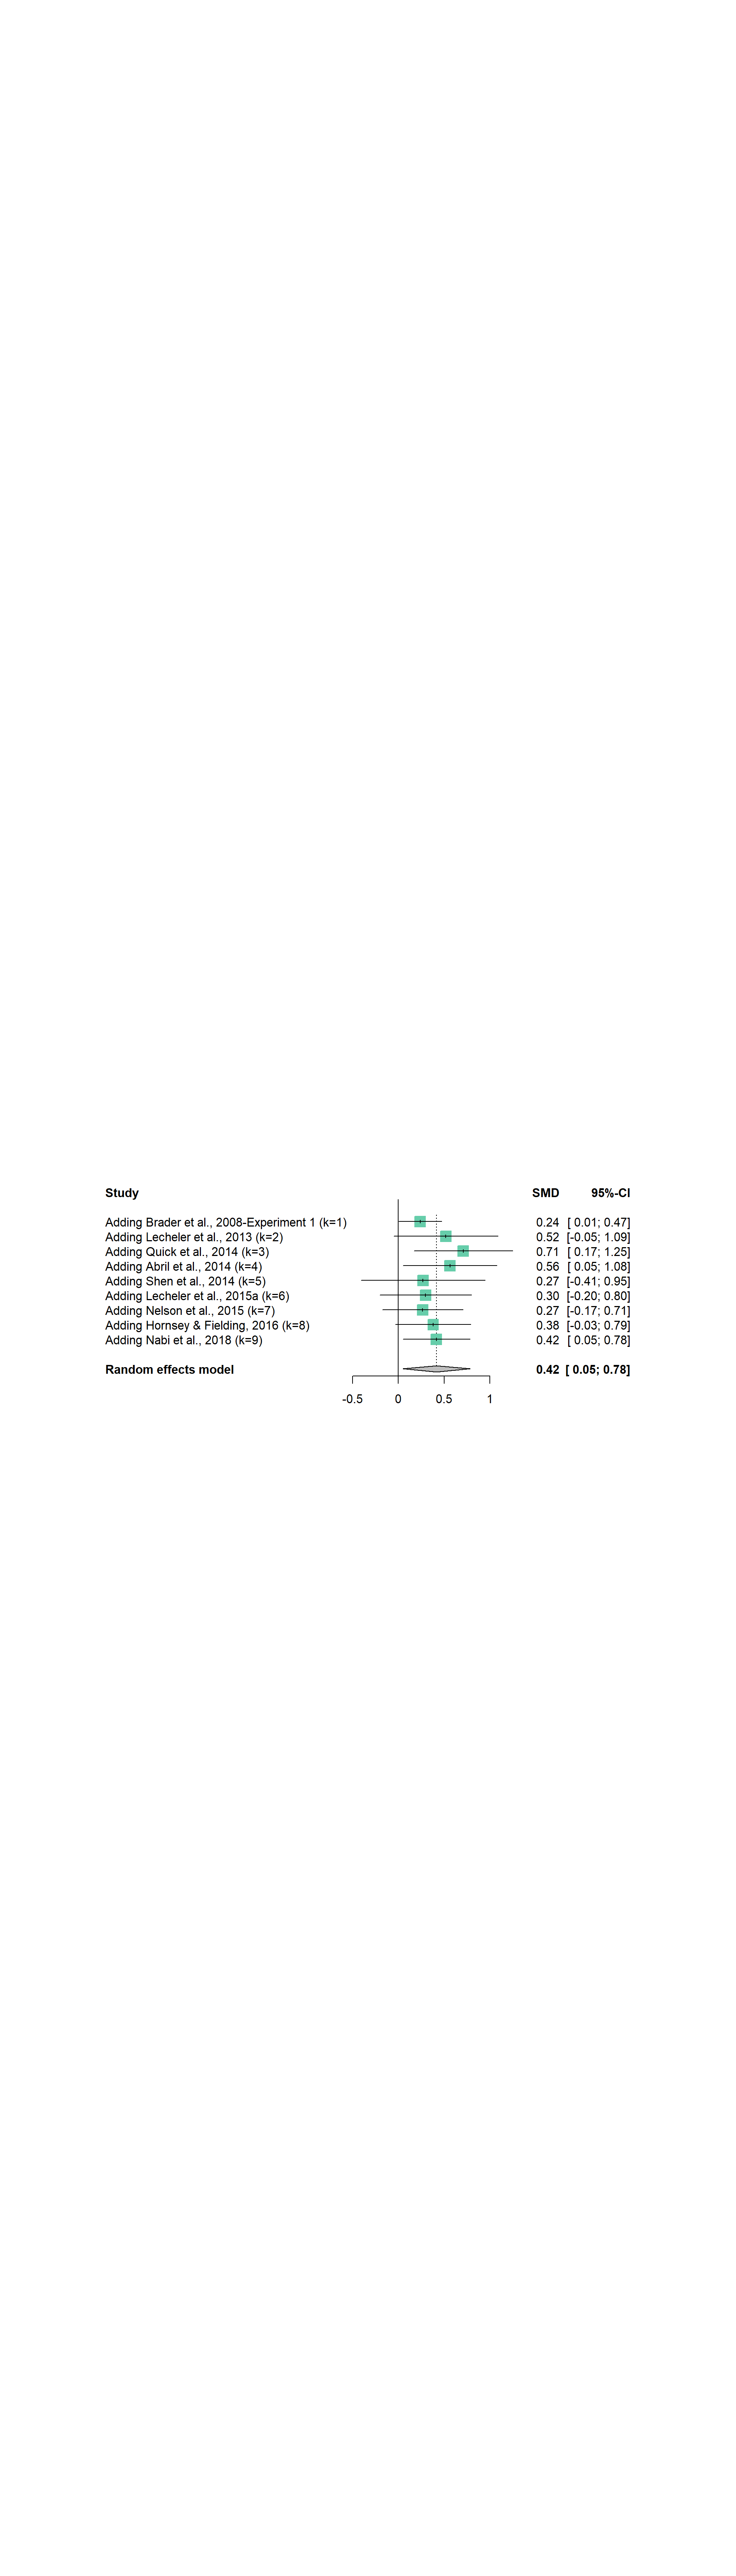 Study SMD 95%-CI
Adding Brader et al., 2008-Experiment 1 (k=1) 0.24 [ 0.01; 0.47]
Adding Lecheler et al., 2013 (k=2) 0.52 [-0.05; 1.09]
Adding Quick et al., 2014 (k=3) 0.71 [ 0.17; 1.25]
Adding Abril et al., 2014 (k=4) 0.56 [ 0.05; 1.08]
Adding Shen et al., 2014 (k=5) 0.27 [-0.41; 0.95]
Adding Lecheler et al., 2015a (k=6) 0.30 [-0.20; 0.80]
Adding Nelson et al., 2015 (k=7) 0.27 [-0.17; 0.71]
Adding Hornsey & Fielding, 2016 (k=8) 0.38 [-0.03; 0.79]
Adding Nabi et al., 2018 (k=9) 0.42 [ 0.05; 0.78]
Random effects model 0.42 [ 0.05; 0.78]
-0.5 0 0.5 1